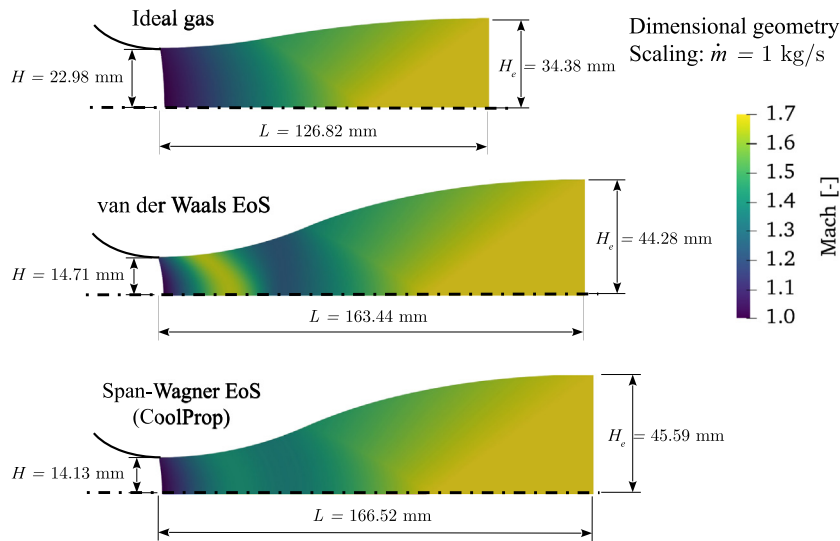 Ideal gas
Dimensional geometry
Scaling: ṁ = 1 kg/s
H = 22.98 mm
H_e = 34.38 mm
L = 126.82 mm
van der Waals EoS
H = 14.71 mm
H_e = 44.28 mm
L = 163.44 mm
Span-Wagner EoS
(CoolProp)
H = 14.13 mm
H_e = 45.59 mm
L = 166.52 mm
1.7
1.6
1.5
1.4
1.3
1.2
1.1
1.0
Mach [-]